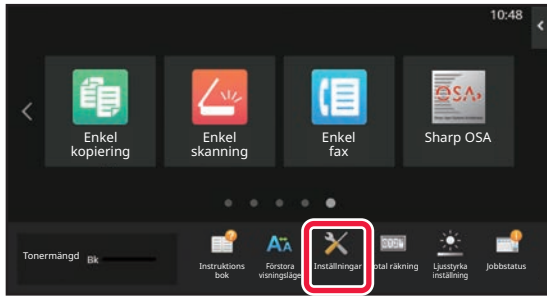 10:48
Enkel
kopiering
Enkel
skanning
Enkel
fax
OSA
Sharp OSA
Tonermängd
Bk
Instruktions
bok
AA
Förstora
visningsläge
Inställningar
otal räkning
Ljusstyrka
inställning
Jobbstatus